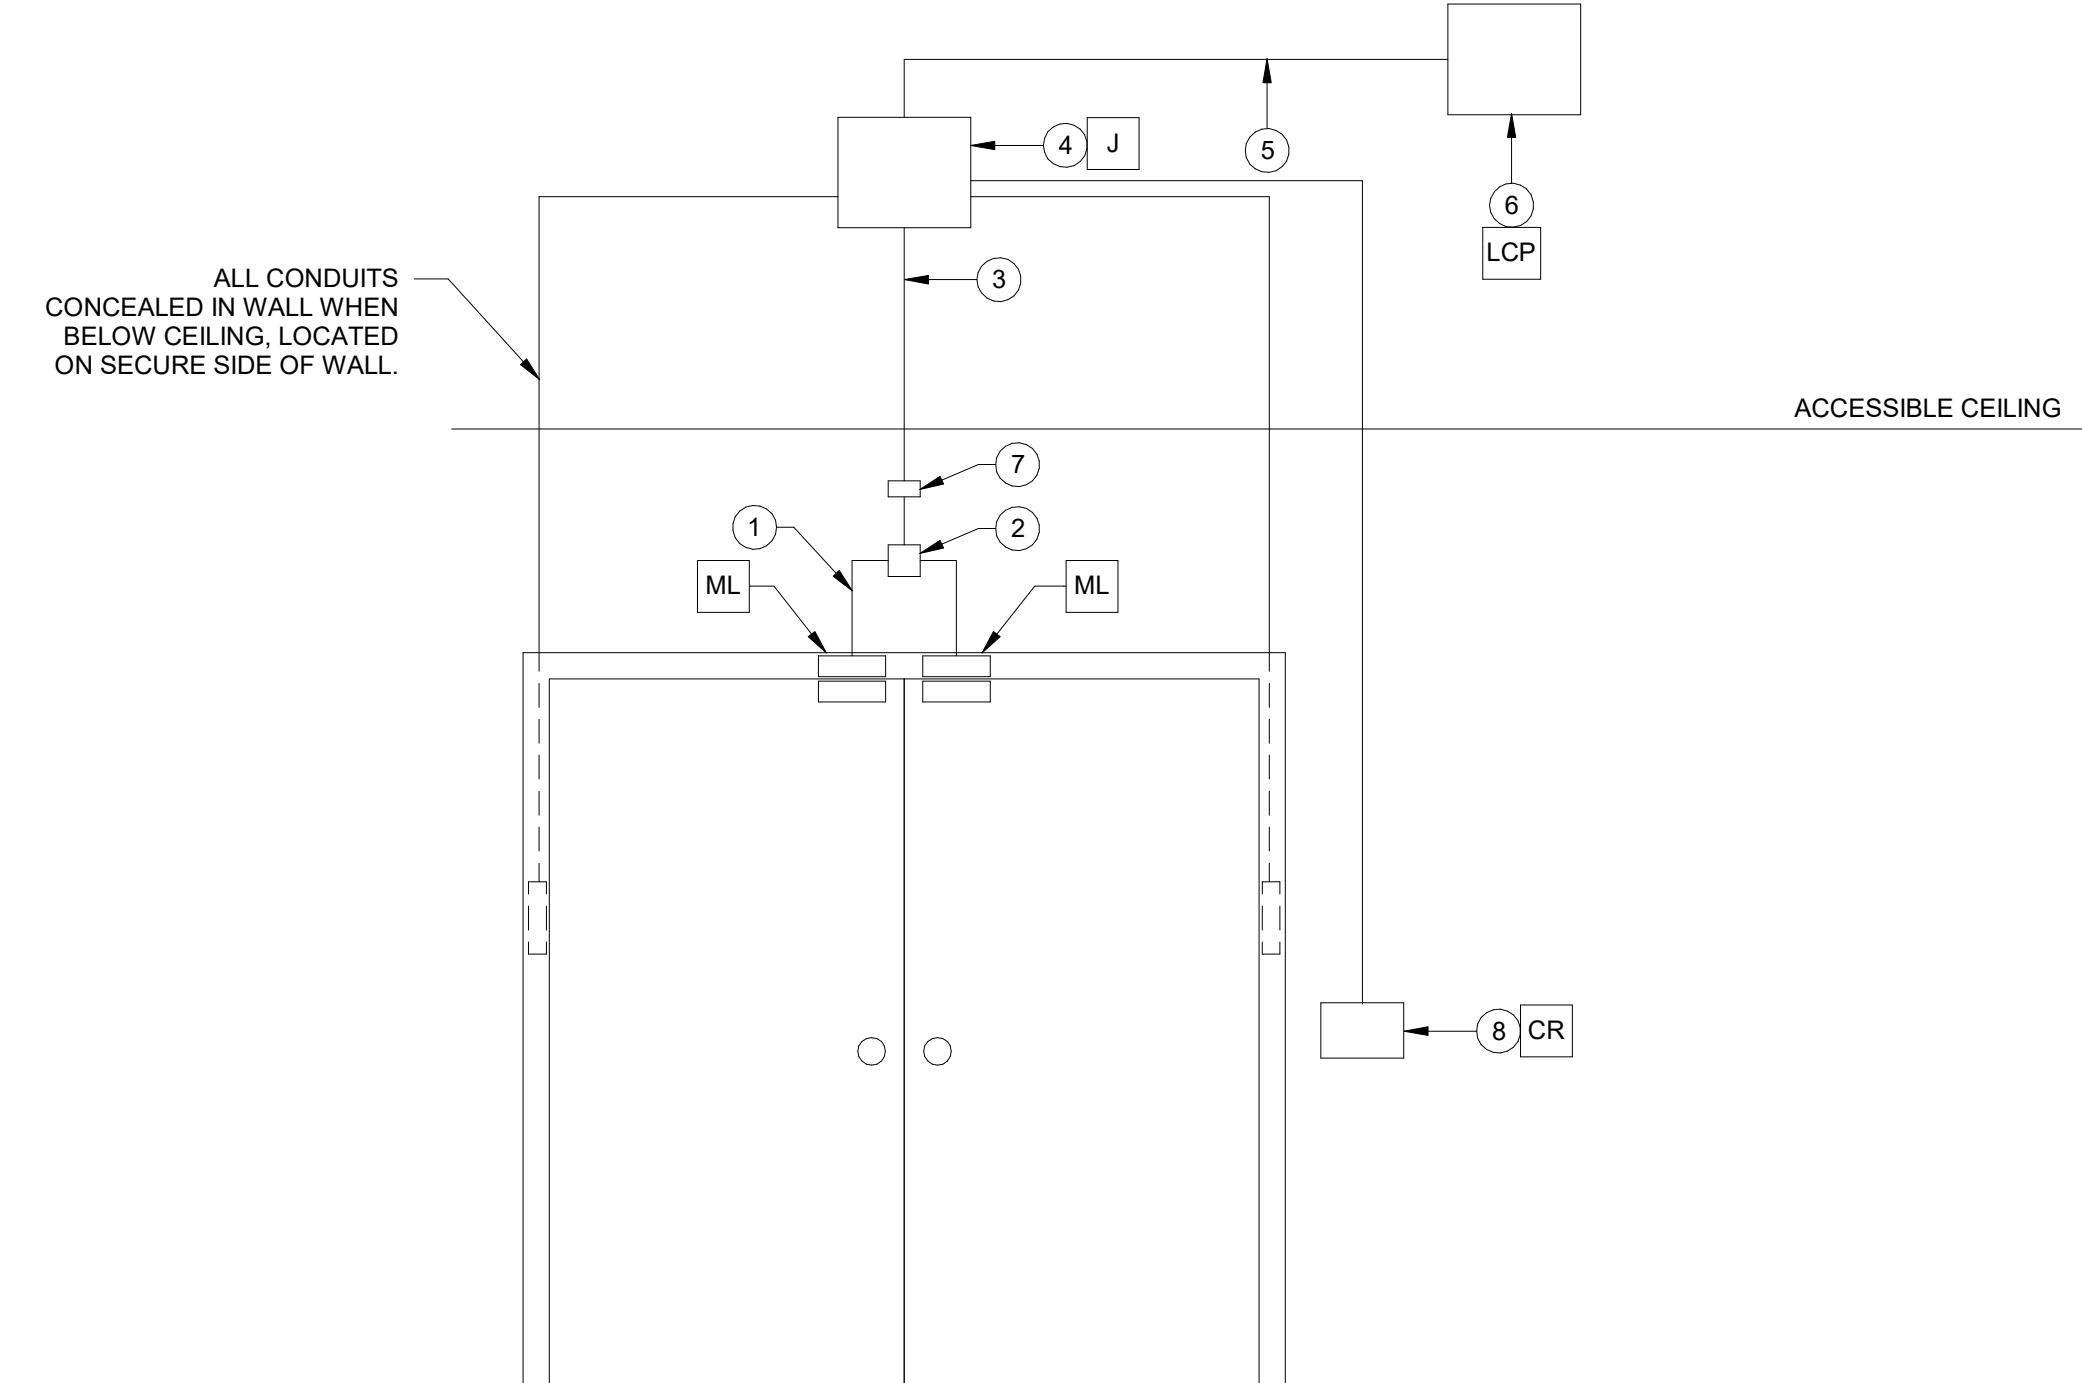 4 J
5
6
LCP
3
ALL CONDUITS
CONCEALED IN WALL WHEN
BELOW CEILING, LOCATED
ON SECURE SIDE OF WALL.
ACCESSIBLE CEILING
7
1
2
ML
ML
8 CR